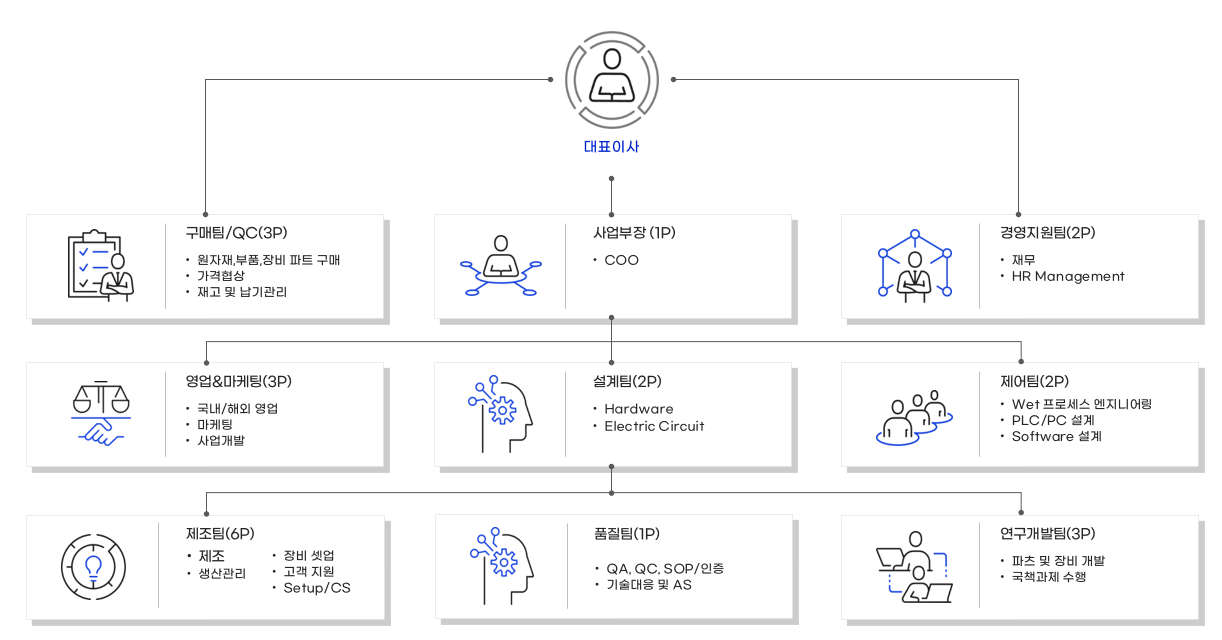 대표이사
구매팀/QC(3P)
• 원자재,부품,장비 파트 구매
• 가격협상
• 재고 및 납기관리
사업부장 (1P)
• COO
경영지원팀(2P)
• 재무
• HR Management
영업&마케팅(3P)
• 국내/해외 영업
• 마케팅
• 사업개발
설계팀(2P)
• Hardware
• Electric Circuit
제어팀(2P)
• Wet 프로세스 엔지니어링
• PLC/PC 설계
• Software 설계
제조팀(6P)
• 제조
• 생산관리
• 장비 셋업
• 고객 지원
• Setup/CS
품질팀(1P)
• QA, QC, SOP/인증
• 기술대응 및 AS
연구개발팀(3P)
• 파츠 및 장비 개발
• 국책과제 수행